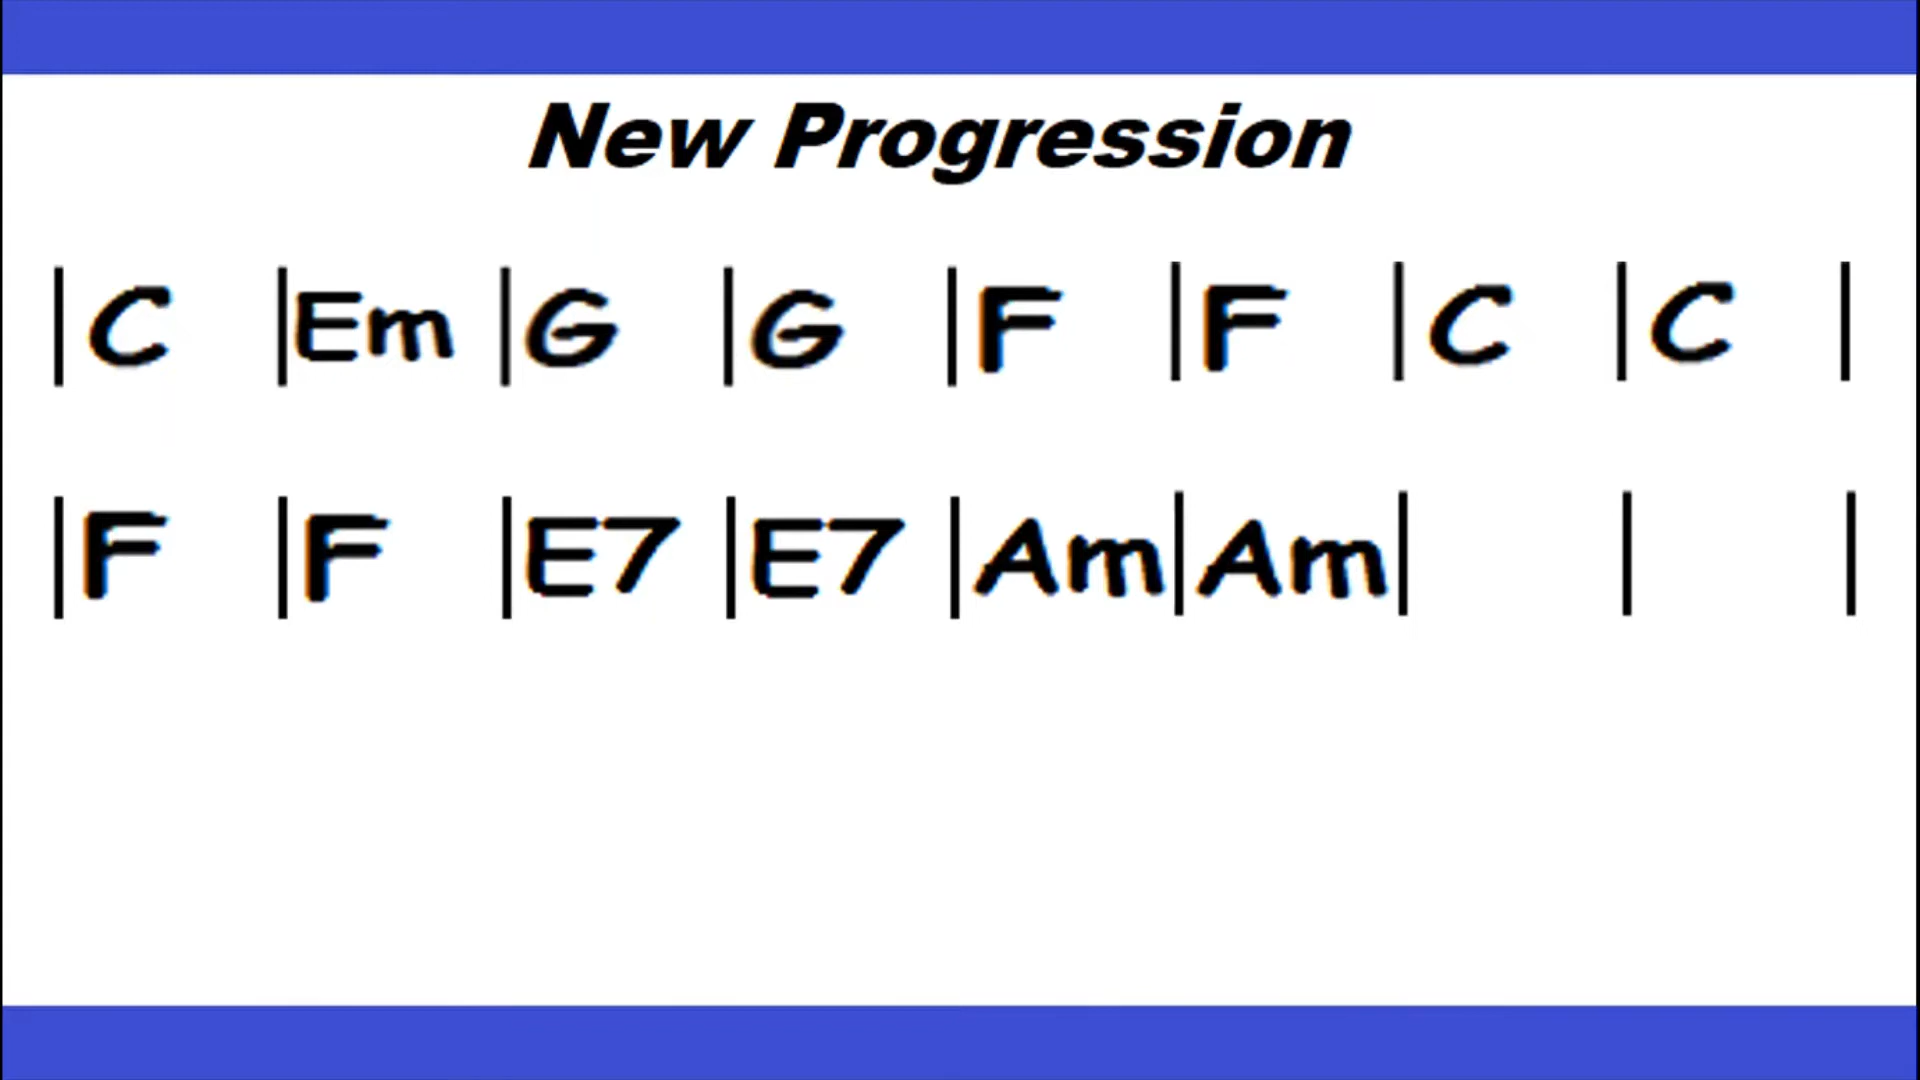 New Progression
|C |Em |G |G |F |F |C |C |
|F |F |E7 |E7 |Am |Am | | |